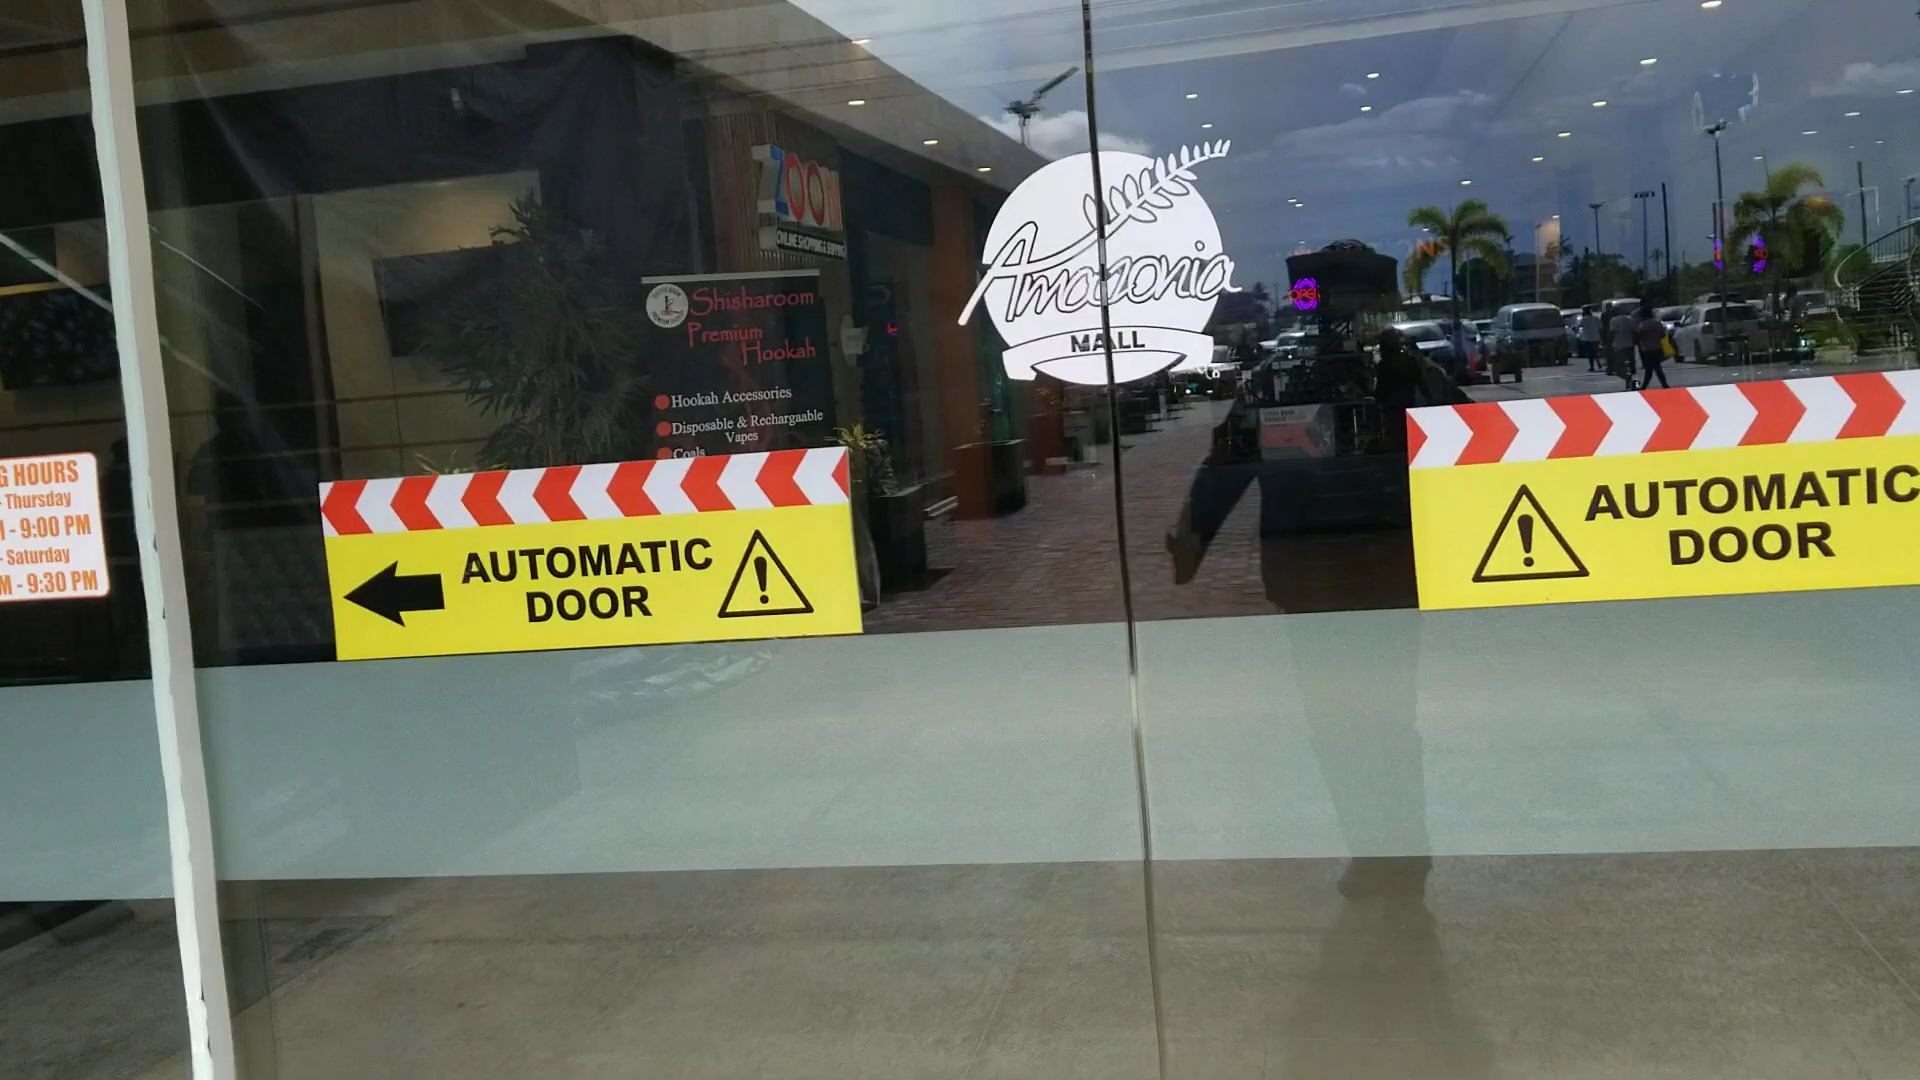 G HOURS
- Thursday
M - 9:00 PM
- Saturday
M - 9:30 PM
ZOOM
ONLINE SHOPPING & SHIPPING
Shisharoom
Premium
Hookah
Hookah Accessories
Disposable & Rechargaable
Vapes
Coals
Amazonia
MALL
OPEN
AUTOMATIC
DOOR
AUTOMATIC
DOOR